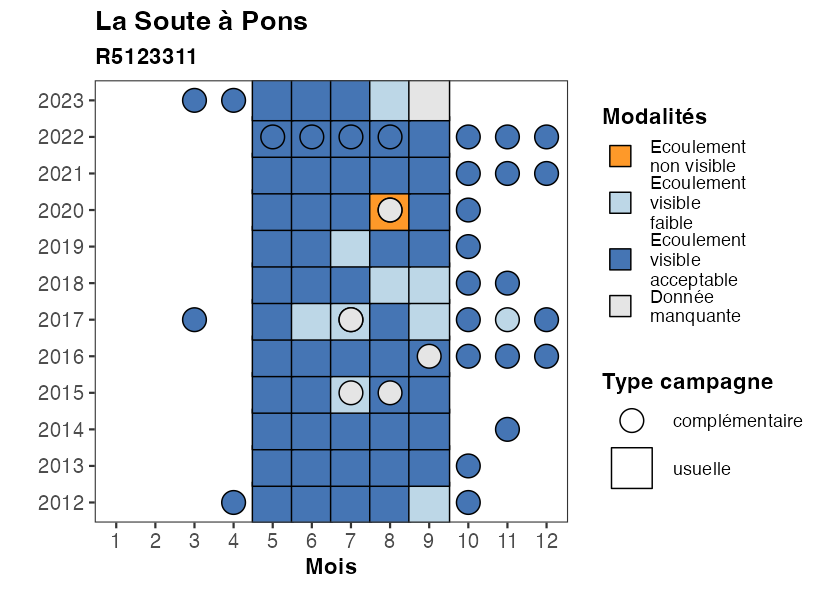 La Soute à Pons
R5123311
2023
2022
2021
2020
2019
2018
2017
2016
2015
2014
2013
2012
1 2 3 4 5 6 7 8 9 10 11 12
Mois
Modalités
Ecoulement
non visible
Ecoulement
visible
faible
Ecoulement
visible
acceptable
Donnée
manquante
Type campagne
complémentaire
usuelle